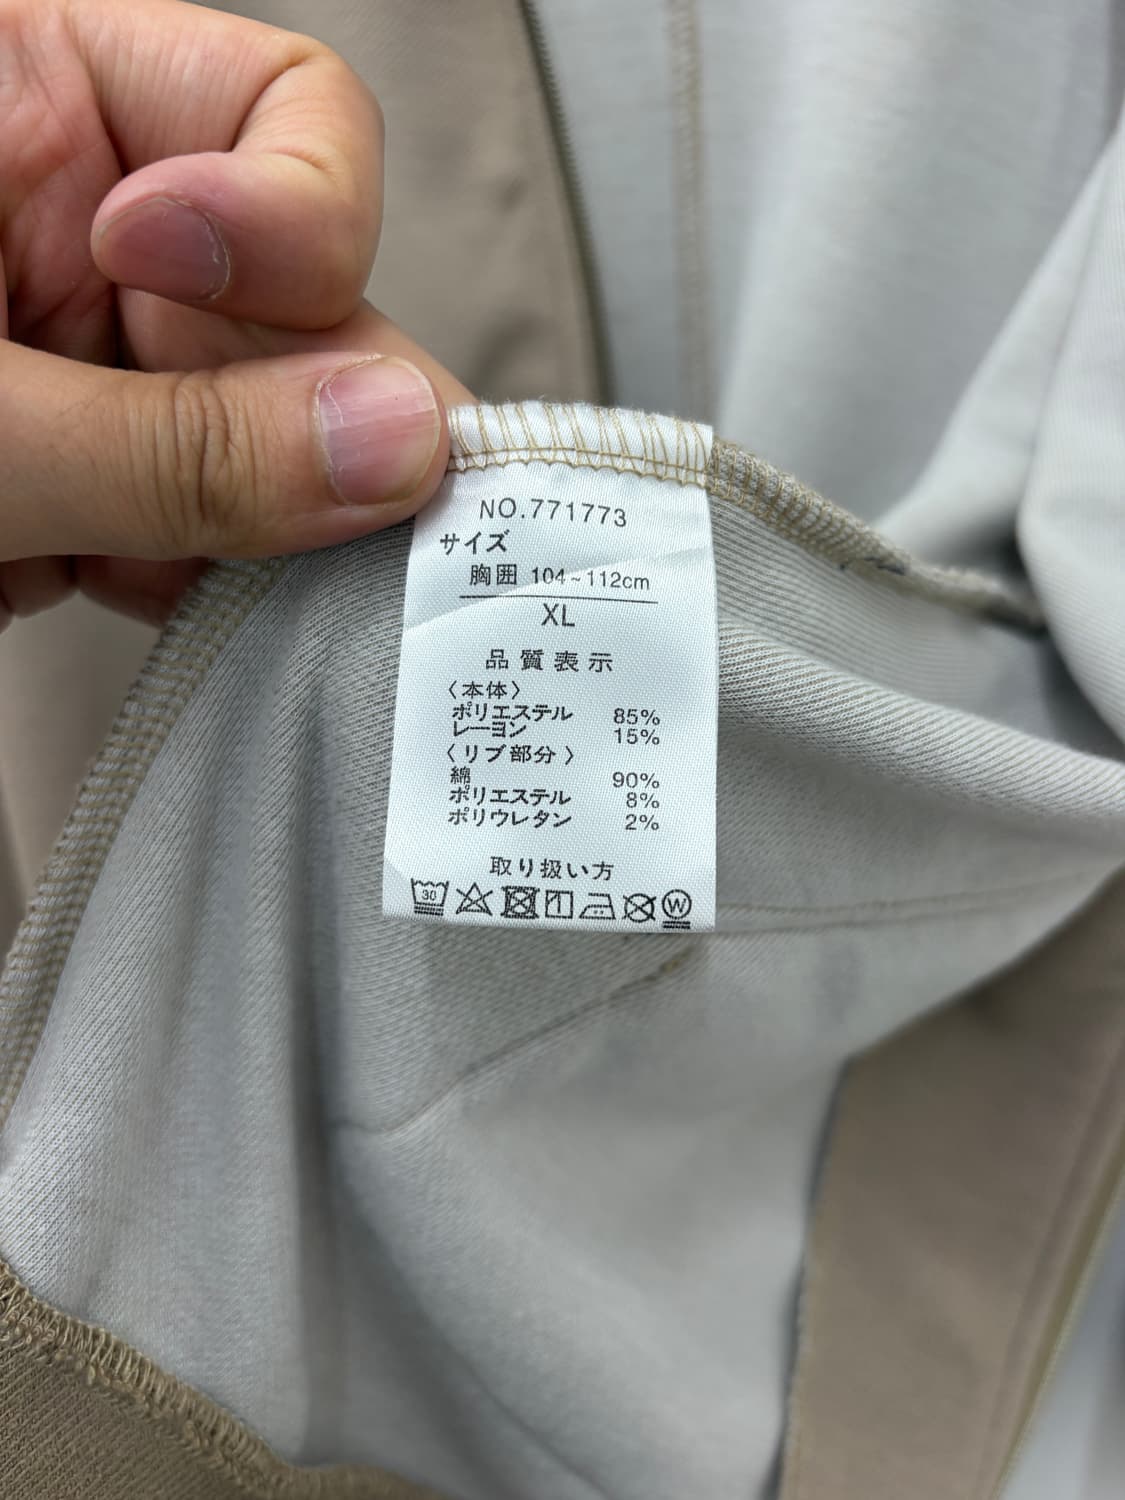 NO.771773
サイズ
胸囲 104~112cm
XL
品質表示
〈本体〉
ポリエステル 85%
レーヨン 15%
〈リブ部分〉
綿 90%
ポリエステル 8%
ポリウレタン 2%
取り扱い方
30 W